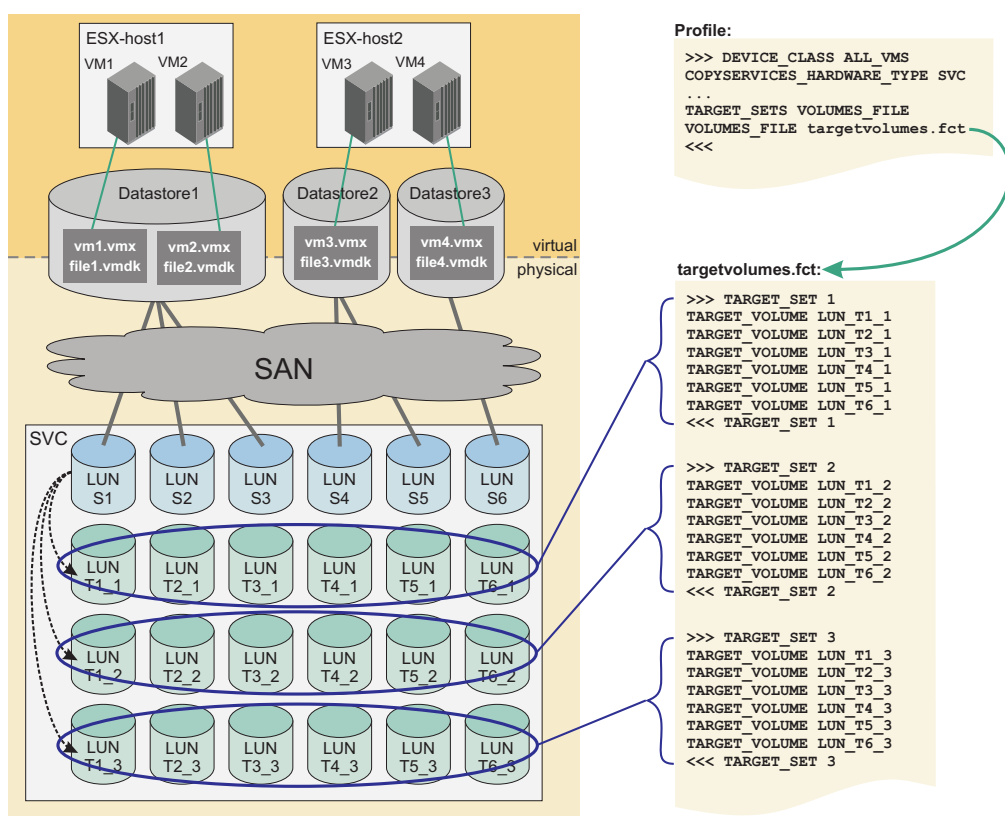 ESX-host1
VM1
VM2
ESX-host2
VM3
VM4
Datastore1
Datastore2
Datastore3
vm1.vmx
file1.vmdk
vm2.vmx
file2.vmdk
vm3.vmx
file3.vmdk
vm4.vmx
file4.vmdk
virtual
physical
SAN
SVC
LUN
S1
LUN
S2
LUN
S3
LUN
S4
LUN
S5
LUN
S6
LUN
T1_1
LUN
T2_1
LUN
T3_1
LUN
T4_1
LUN
T5_1
LUN
T6_1
LUN
T1_2
LUN
T2_2
LUN
T3_2
LUN
T4_2
LUN
T5_2
LUN
T6_2
LUN
T1_3
LUN
T2_3
LUN
T3_3
LUN
T4_3
LUN
T5_3
LUN
T6_3
Profile:
>>> DEVICE_CLASS ALL_VMS
COPYSERVICES_HARDWARE_TYPE SVC
...
TARGET_SETS VOLUMES_FILE
VOLUMES_FILE targetvolumes.fct
<<<
targetvolumes.fct:
>>> TARGET_SET 1
TARGET_VOLUME LUN_T1_1
TARGET_VOLUME LUN_T2_1
TARGET_VOLUME LUN_T3_1
TARGET_VOLUME LUN_T4_1
TARGET_VOLUME LUN_T5_1
TARGET_VOLUME LUN_T6_1
<<< TARGET_SET 1
>>> TARGET_SET 2
TARGET_VOLUME LUN_T1_2
TARGET_VOLUME LUN_T2_2
TARGET_VOLUME LUN_T3_2
TARGET_VOLUME LUN_T4_2
TARGET_VOLUME LUN_T5_2
TARGET_VOLUME LUN_T6_2
<<< TARGET_SET 2
>>> TARGET_SET 3
TARGET_VOLUME LUN_T1_3
TARGET_VOLUME LUN_T2_3
TARGET_VOLUME LUN_T3_3
TARGET_VOLUME LUN_T4_3
TARGET_VOLUME LUN_T5_3
TARGET_VOLUME LUN_T6_3
<<< TARGET_SET 3